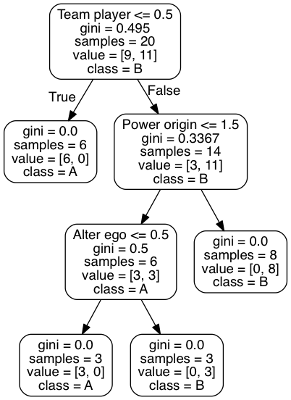 Team player <= 0.5
gini = 0.495
samples = 20
value = [9, 11]
class = B
True
False
gini = 0.0
samples = 6
value = [6, 0]
class = A
Power origin <= 1.5
gini = 0.3367
samples = 14
value = [3, 11]
class = B
Alter ego <= 0.5
gini = 0.5
samples = 6
value = [3, 3]
class = A
gini = 0.0
samples = 8
value = [0, 8]
class = B
gini = 0.0
samples = 3
value = [3, 0]
class = A
gini = 0.0
samples = 3
value = [0, 3]
class = B